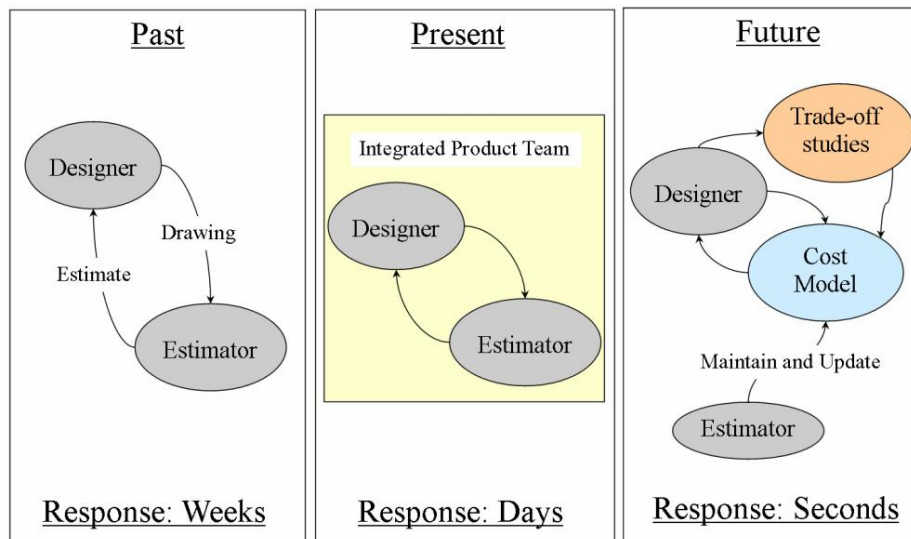 Past
Designer
Drawing
Estimate
Estimator
Response: Weeks
Present
Integrated Product Team
Designer
Estimator
Response: Days
Future
Trade-off
studies
Designer
Cost
Model
Maintain and Update
Estimator
Response: Seconds